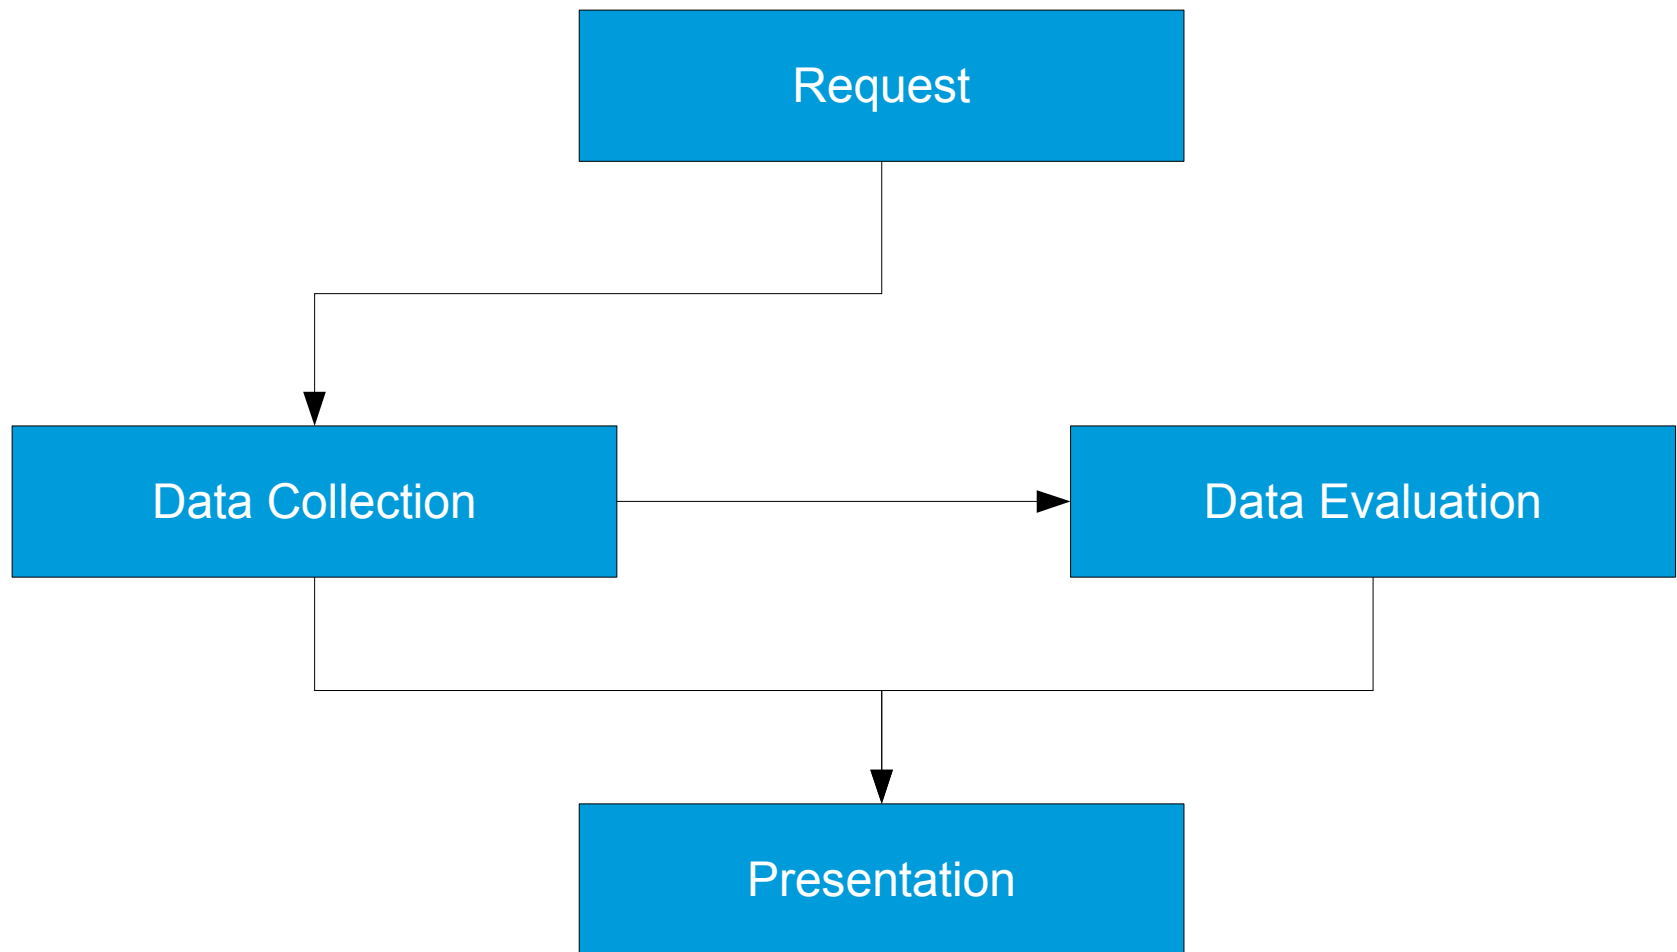 Request
Data Collection
Data Evaluation
Presentation